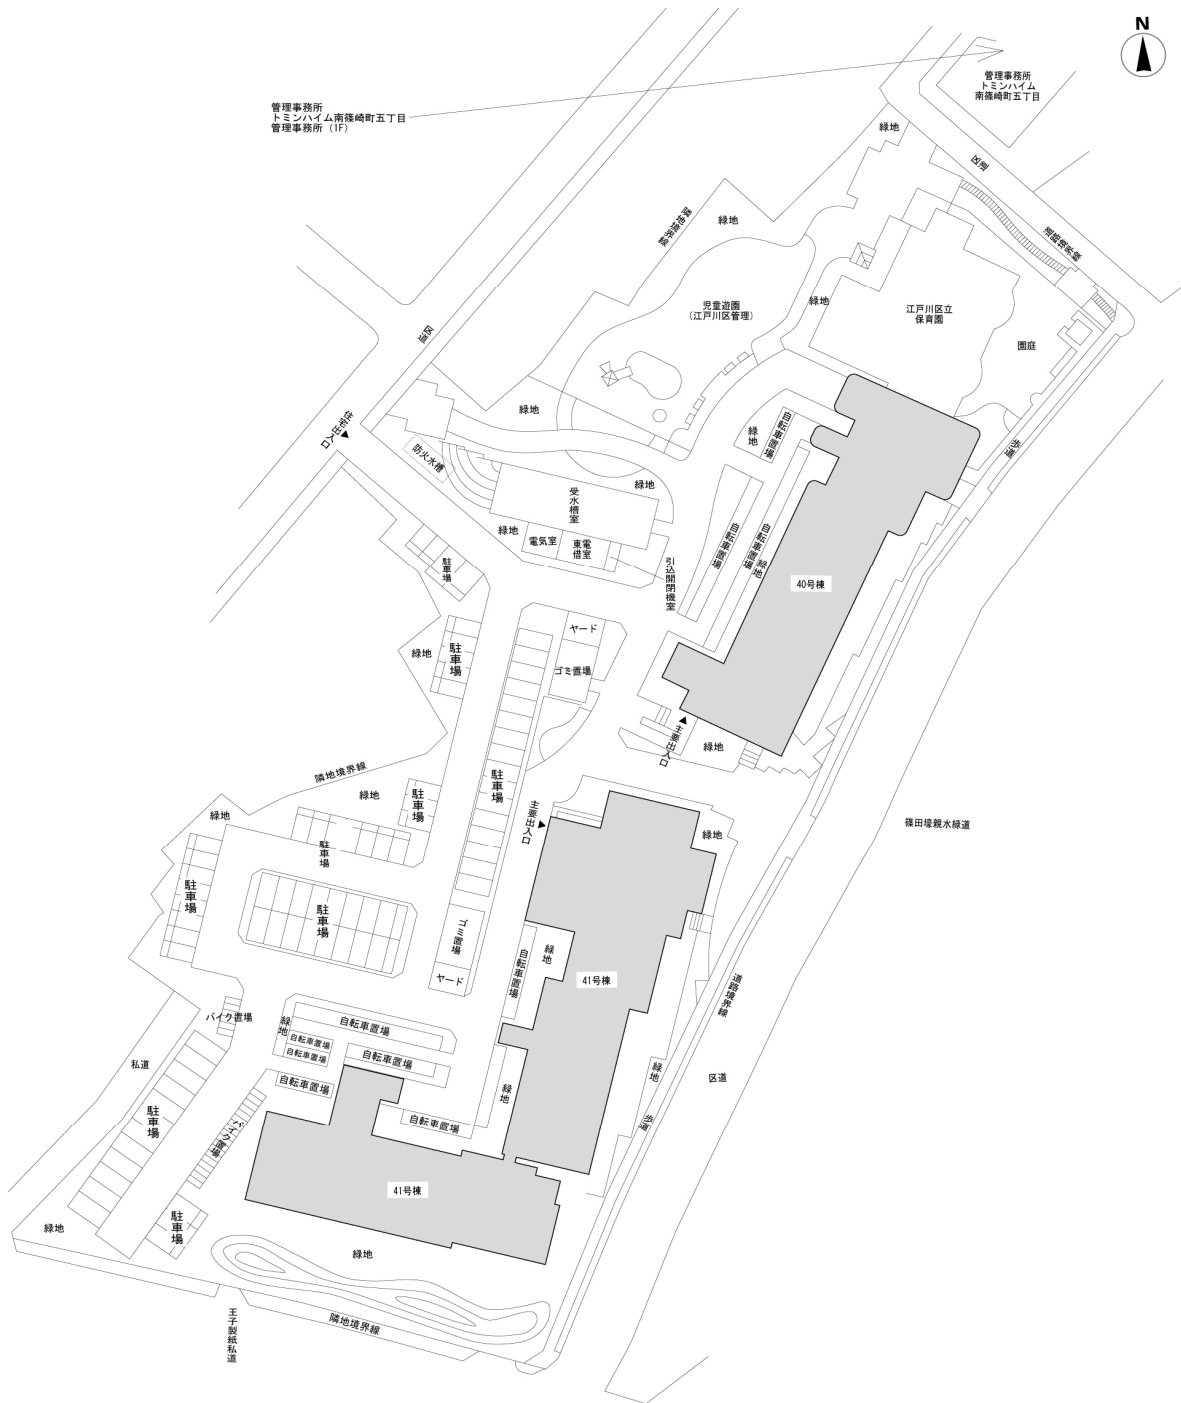 N
管理事務所
トミンハイム
南篠崎町五丁目
管理事務所
トミンハイム南篠崎町五丁目
管理事務所（1F）
緑地
区道
道路境界線
隣地境界線
緑地
児童遊園
（江戸川区管理）
緑地
江戸川区立
保育園
園庭
区道
住宅出入口
緑地
防火水槽
緑地
自転車置場
歩道
受水槽室
緑地
緑地
電気室
東電
借室
引込開閉機室
自転車置場
自転車置場
緑地
40号棟
駐車場
緑地
駐車場
ヤード
ゴミ置場
主要出入口
緑地
隣地境界線
緑地
緑地
駐車場
駐車場
駐車場
主要出入口
緑地
篠田堀親水緑道
駐車場
駐車場
ゴミ置場
ヤード
自転車置場
緑地
41号棟
道路境界線
バイク置場
緑地
自転車置場
自転車置場
自転車置場
自転車置場
自転車置場
自転車置場
緑地
緑地
区道
歩道
私道
駐車場
バイク置場
駐車場
41号棟
緑地
緑地
隣地境界線
王子製紙私道